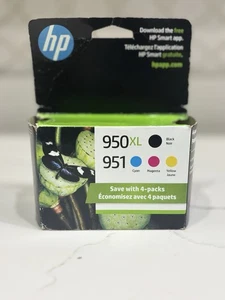 Download the free
HP Smart app.
Téléchargez l'application
HP Smart gratuite.
hpapp.com
hp
950XL
Black
Noir
951
Cyan
Magenta
Yellow
Jaune
Save with 4-packs
Économisez avec 4 paquets